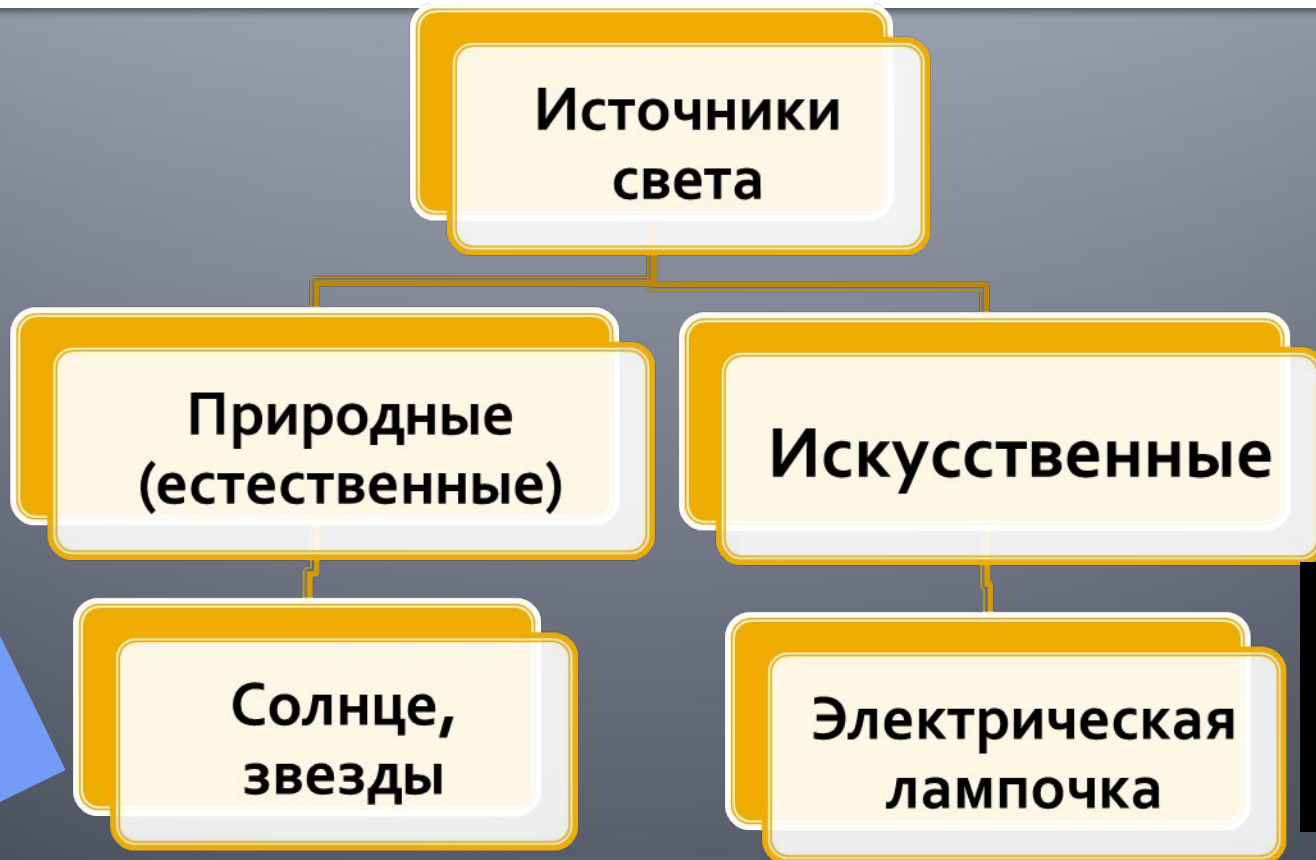 Источники
света
Природные
(естественные)
Искусственные
Солнце,
звезды
Электрическая
лампочка